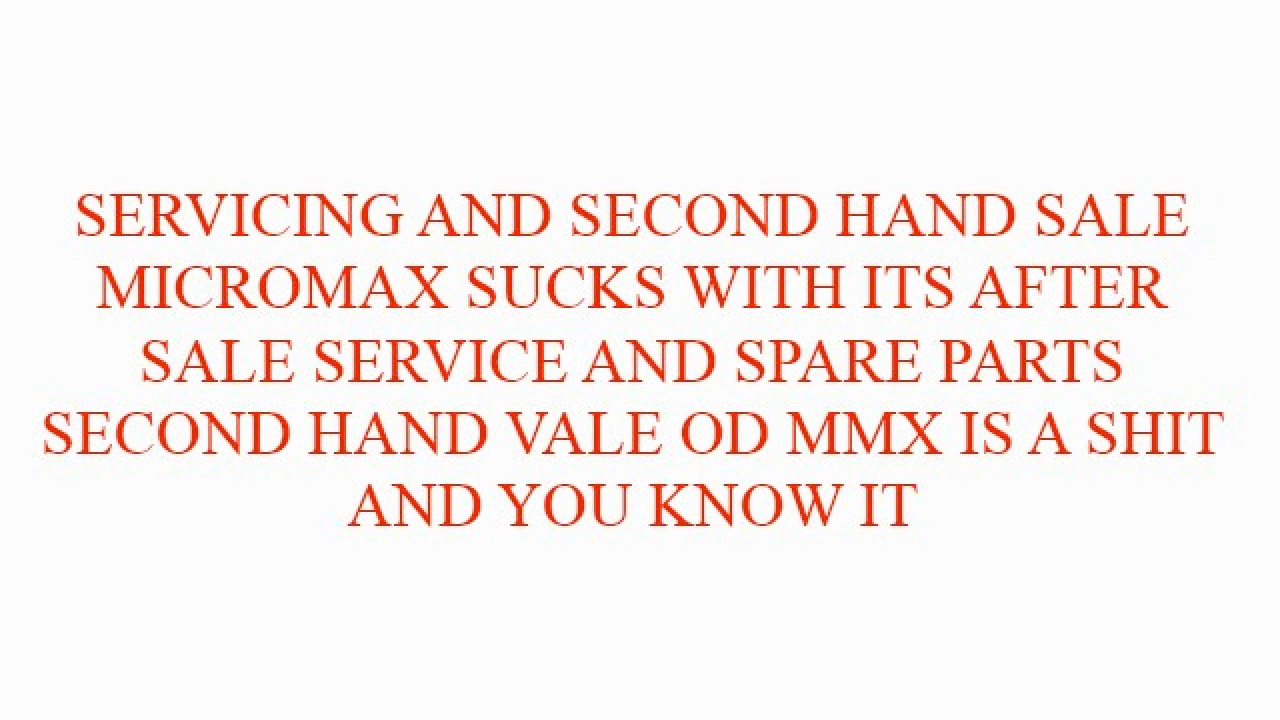 SERVICING AND SECOND HAND SALE
MICROMAX SUCKS WITH ITS AFTER
SALE SERVICE AND SPARE PARTS
SECOND HAND VALE OD MMX IS A SHIT
AND YOU KNOW IT